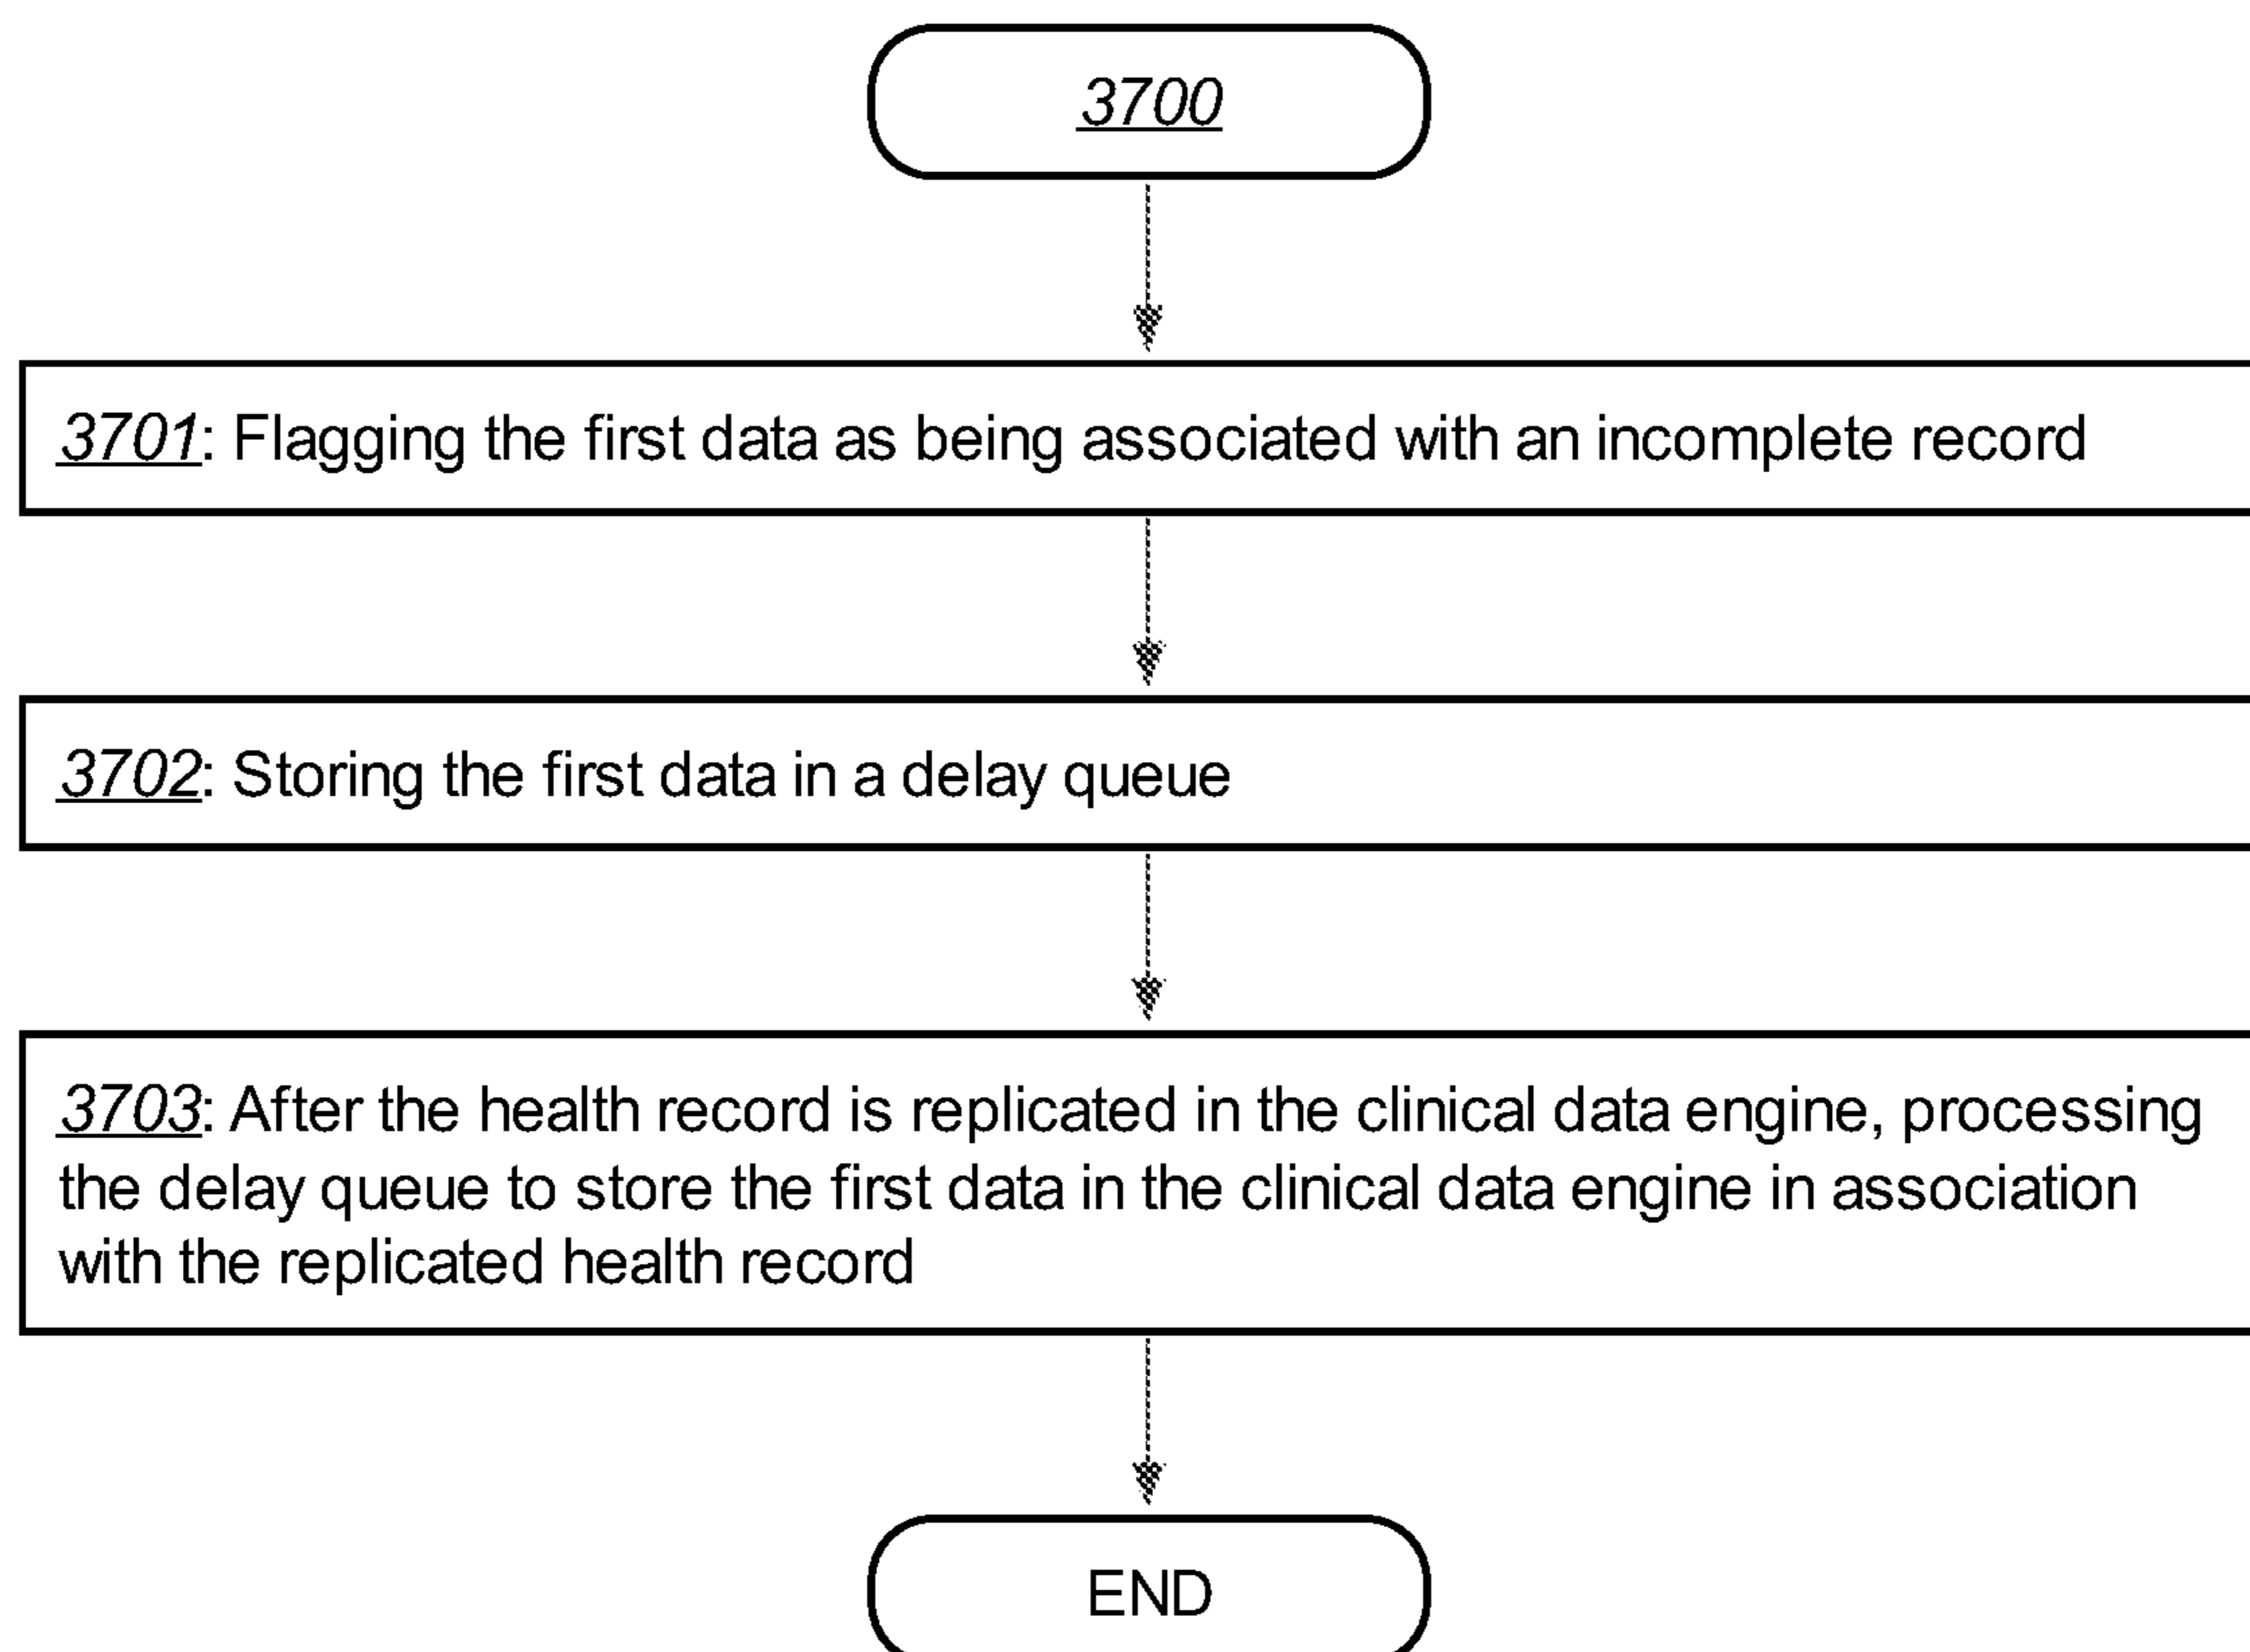 3700
3701: Flagging the first data as being associated with an incomplete record
3702: Storing the first data in a delay queue
3703: After the health record is replicated in the clinical data engine, processing
the delay queue to store the first data in the clinical data engine in association
with the replicated health record
END